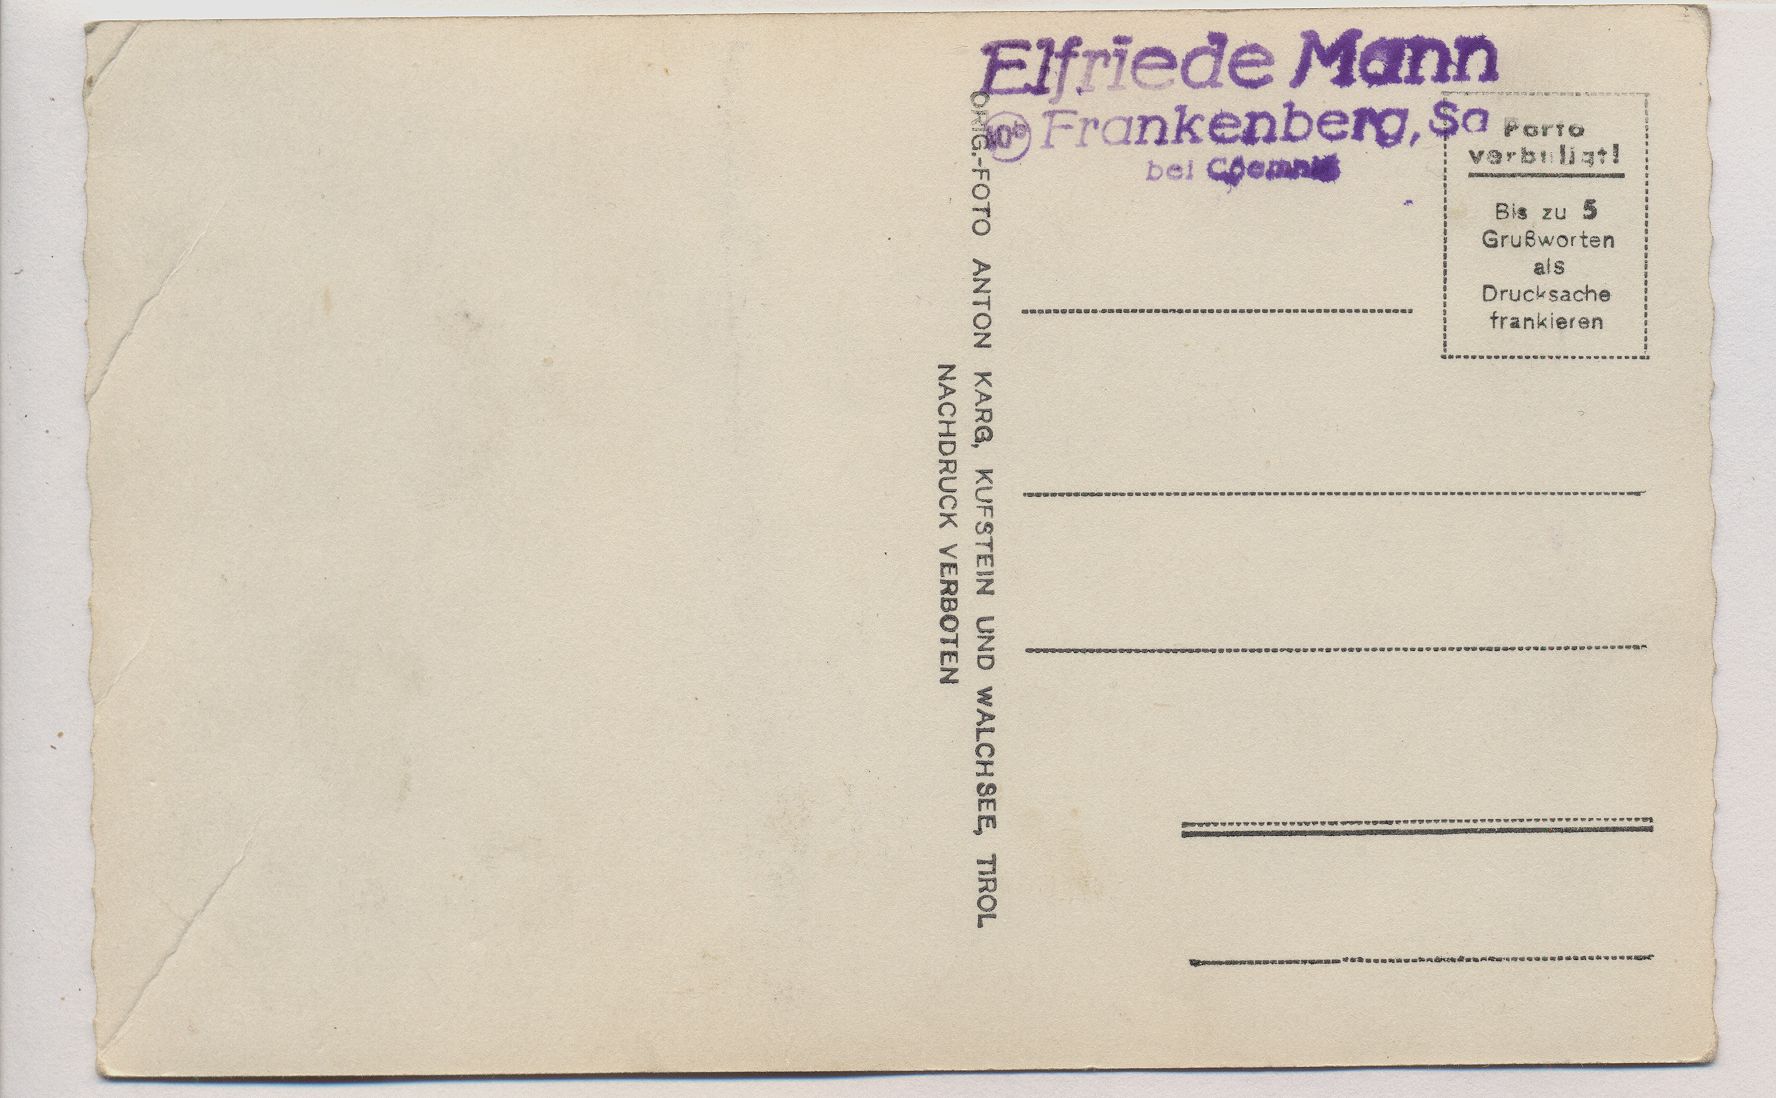 Elfriede Mann
10b Frankenberg, Sa
bei Chemnitz
Porto
verbilligt!
Bis zu 5
Grußworten
als
Drucksache
frankieren
ORIG.-FOTO ANTON KARG, KUFSTEIN UND WALCHSEE, TIROL
NACHDRUCK VERBOTEN